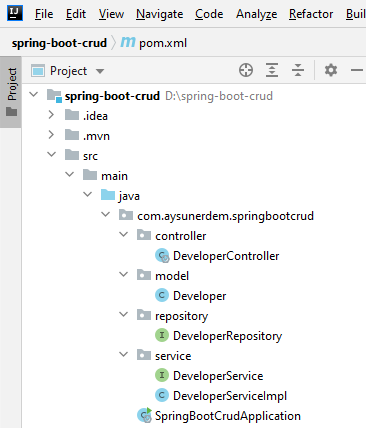 IJ File Edit View Navigate Code Analyze Refactor Buil
spring-boot-crud pom.xml
Project Project
spring-boot-crud D:\spring-boot-crud
.idea
.mvn
src
main
java
com.aysunerdem.springbootcrud
controller
C DeveloperController
model
C Developer
repository
I DeveloperRepository
service
I DeveloperService
C DeveloperServiceImpl
C SpringBootCrudApplication